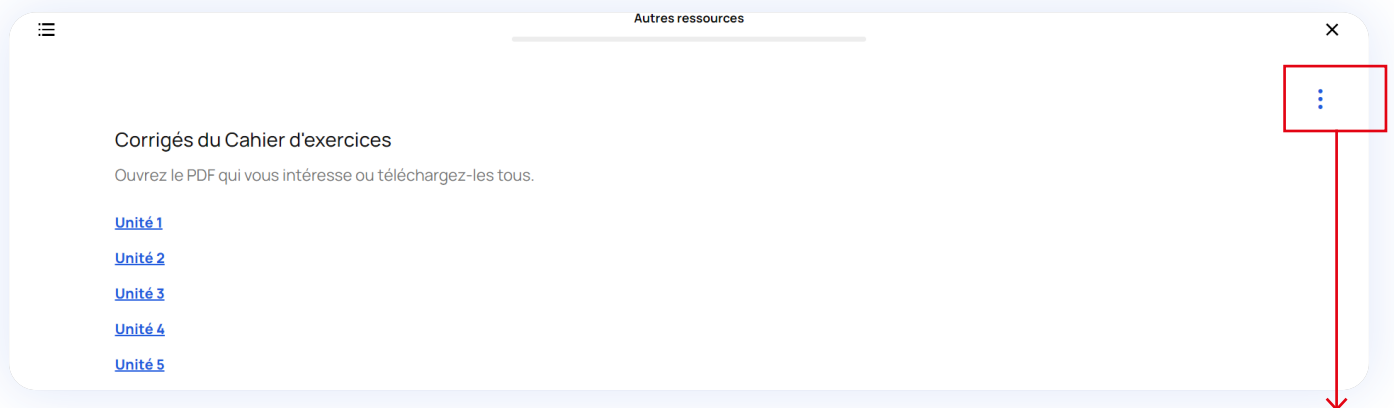 Autres ressources
Corrigés du Cahier d'exercices
Ouvrez le PDF qui vous intéresse ou téléchargez-les tous.
Unité 1
Unité 2
Unité 3
Unité 4
Unité 5